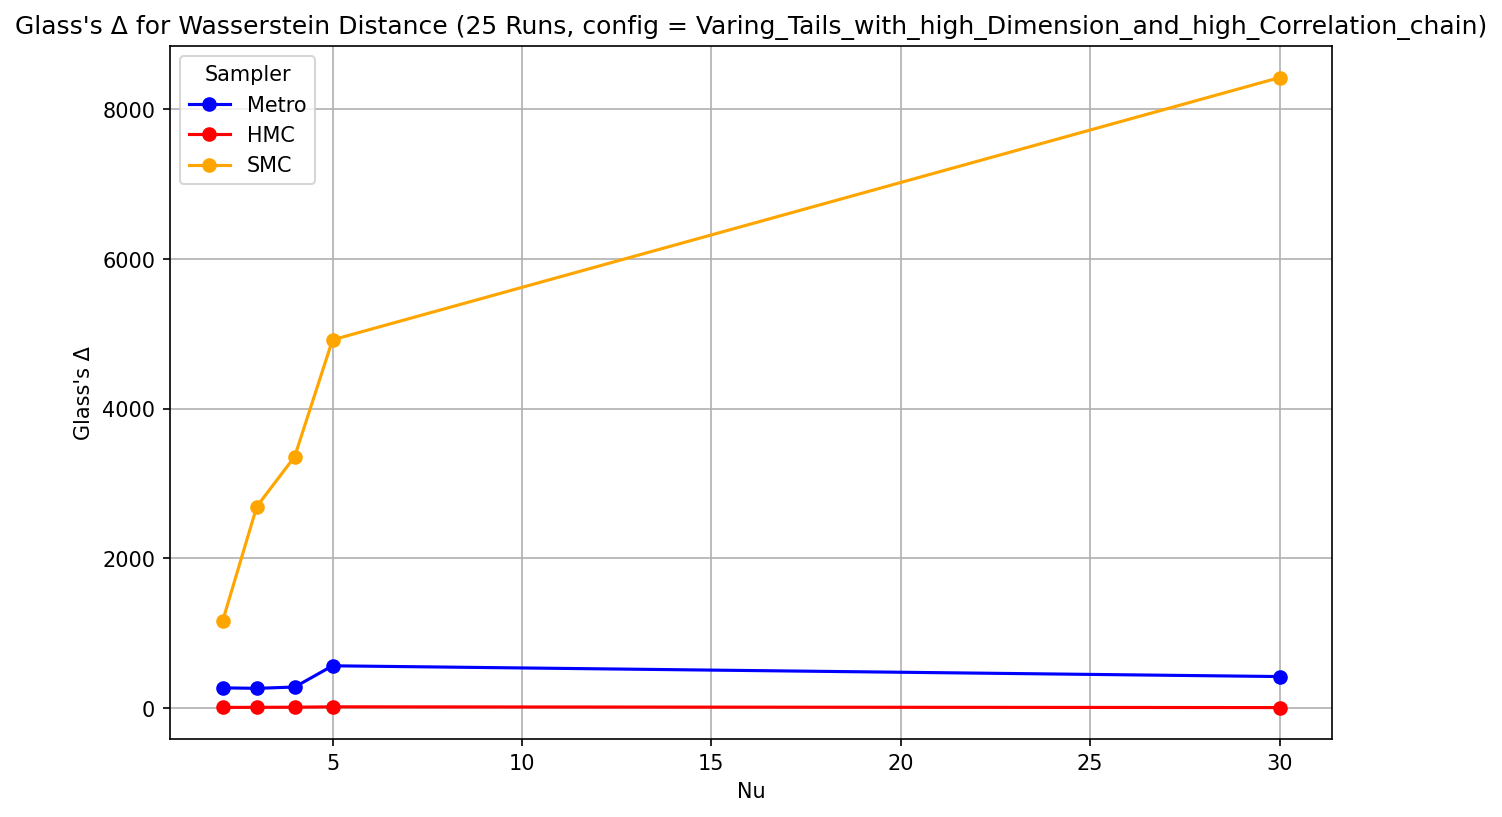 Glass's Δ for Wasserstein Distance (25 Runs, config = Varing_Tails_with_high_Dimension_and_high_Correlation_chain)
Sampler
Metro
HMC
SMC
Glass's Δ
8000
6000
4000
2000
0
5 10 15 20 25 30
Nu